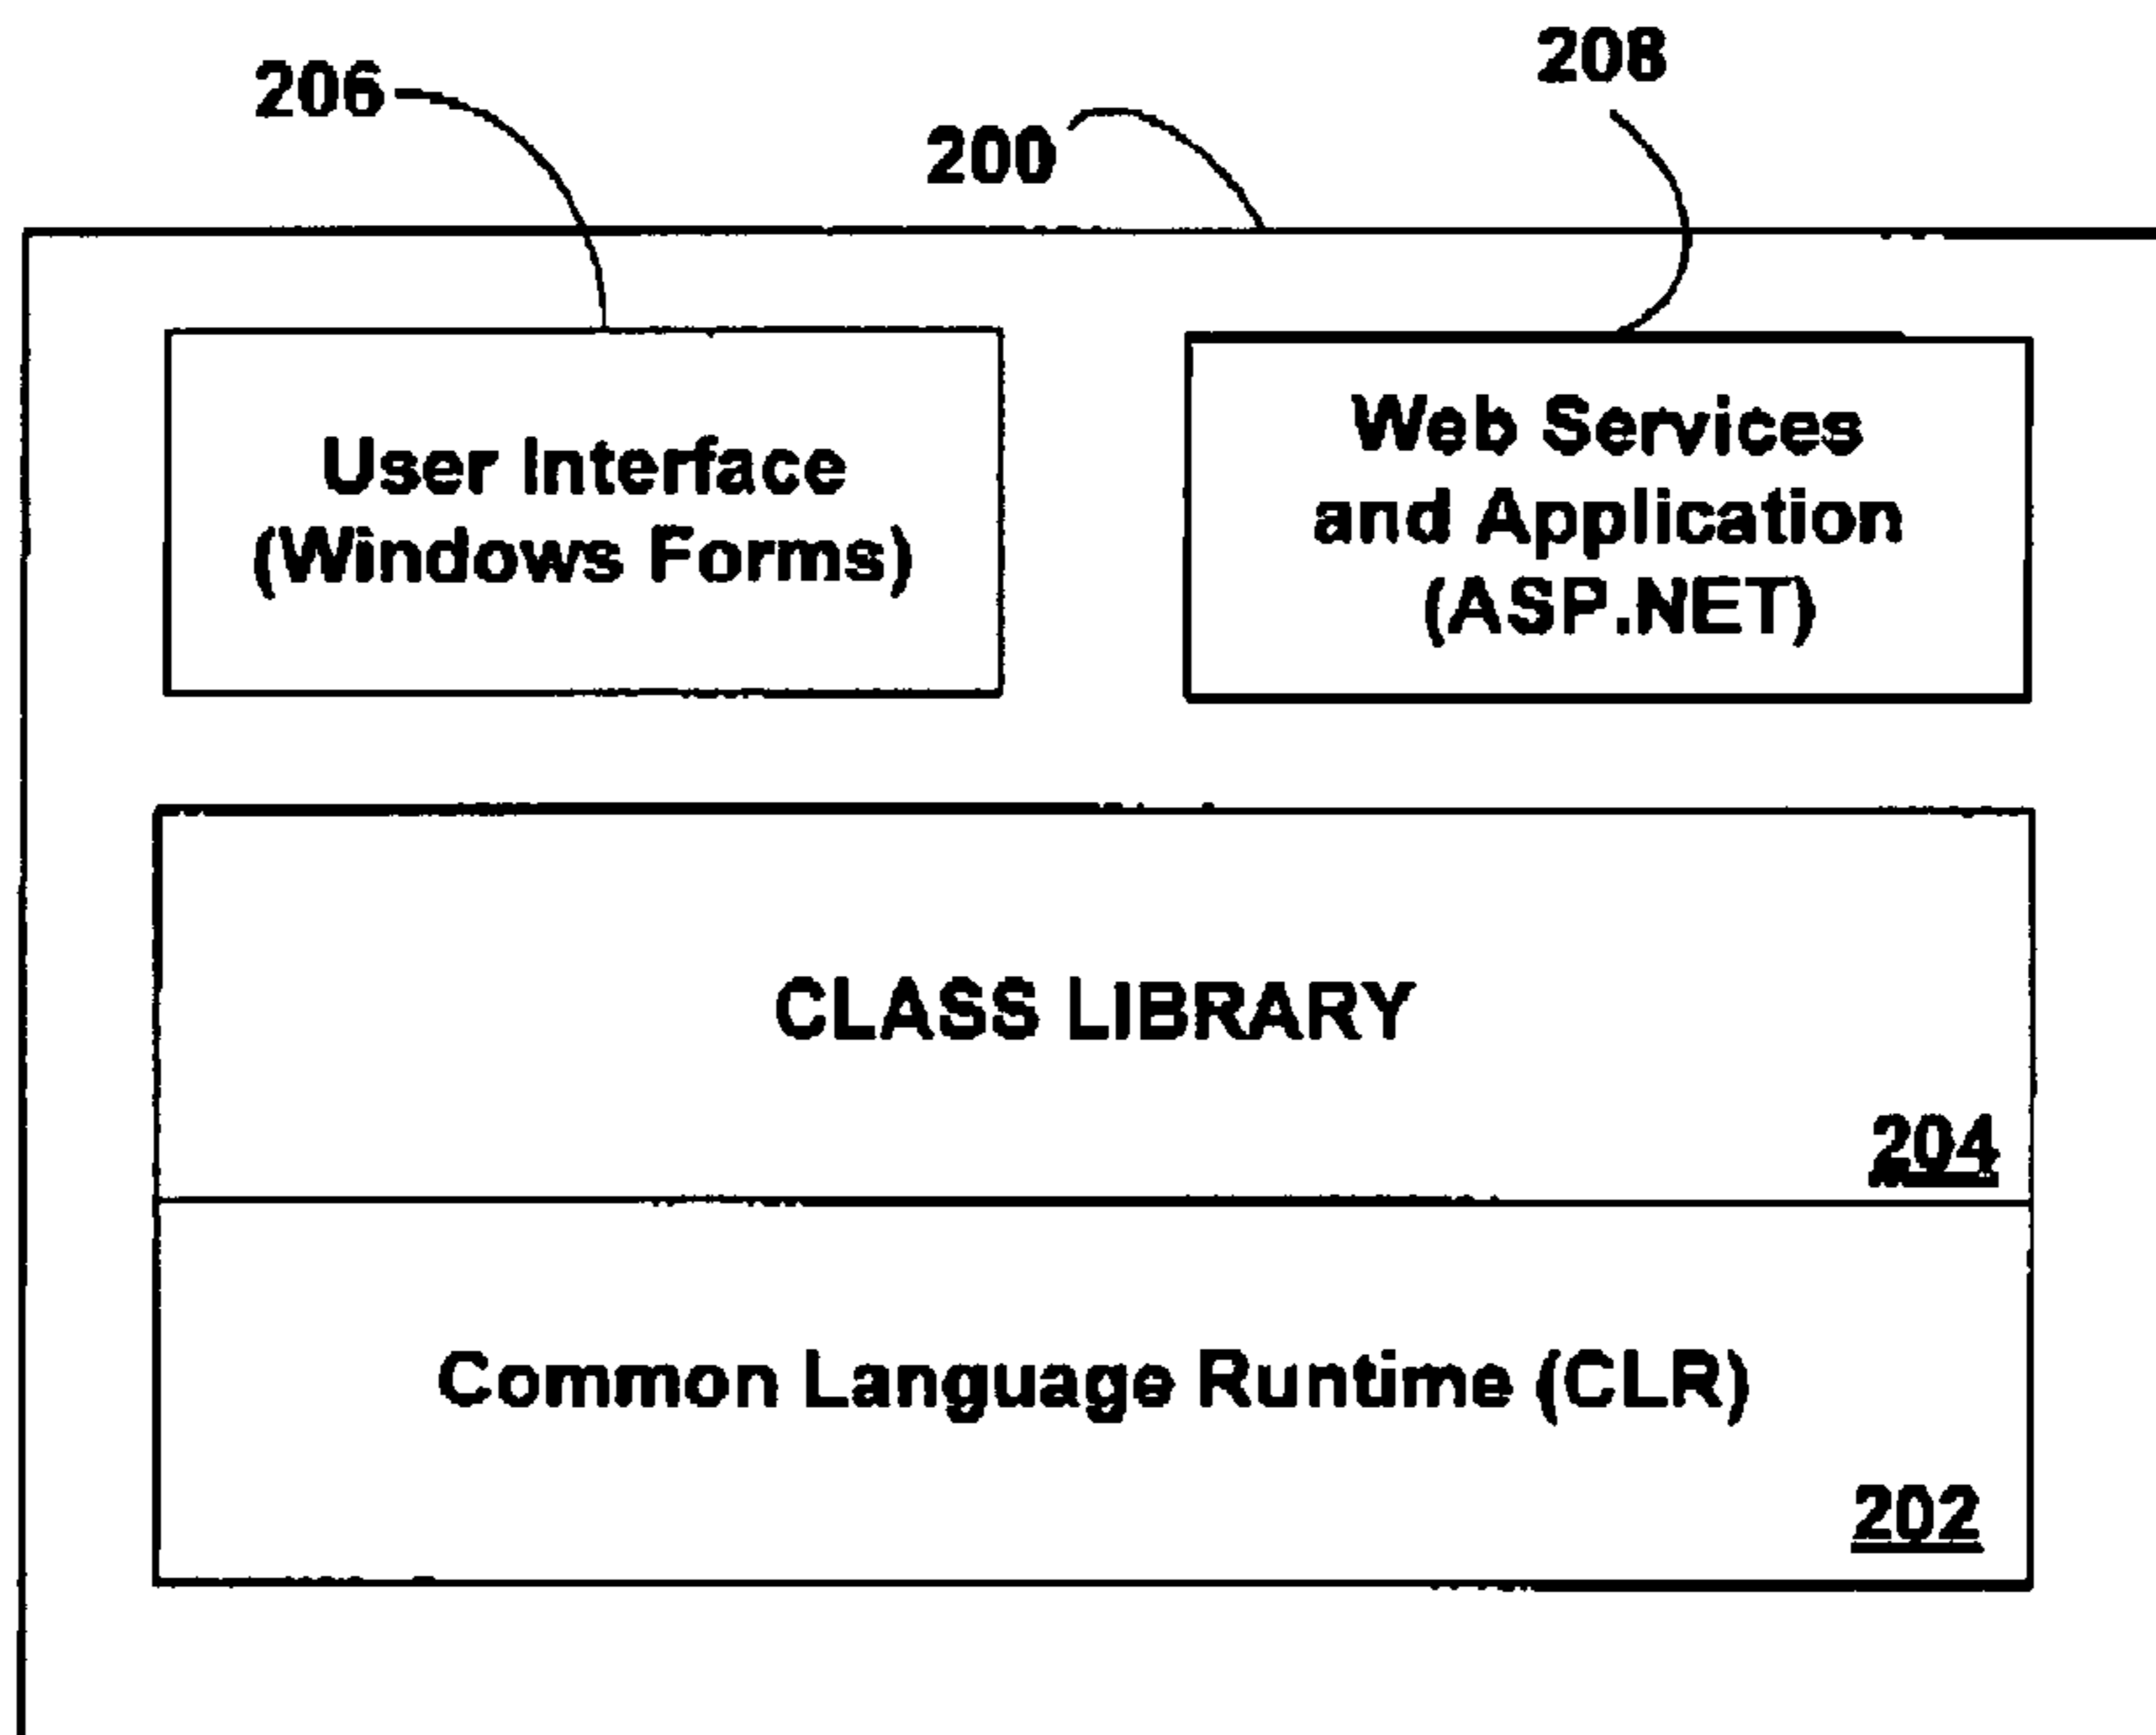 206
200
208
User Interface
(Windows Forms)
Web Services
and Application
(ASP.NET)
CLASS LIBRARY
204
Common Language Runtime (CLR)
202